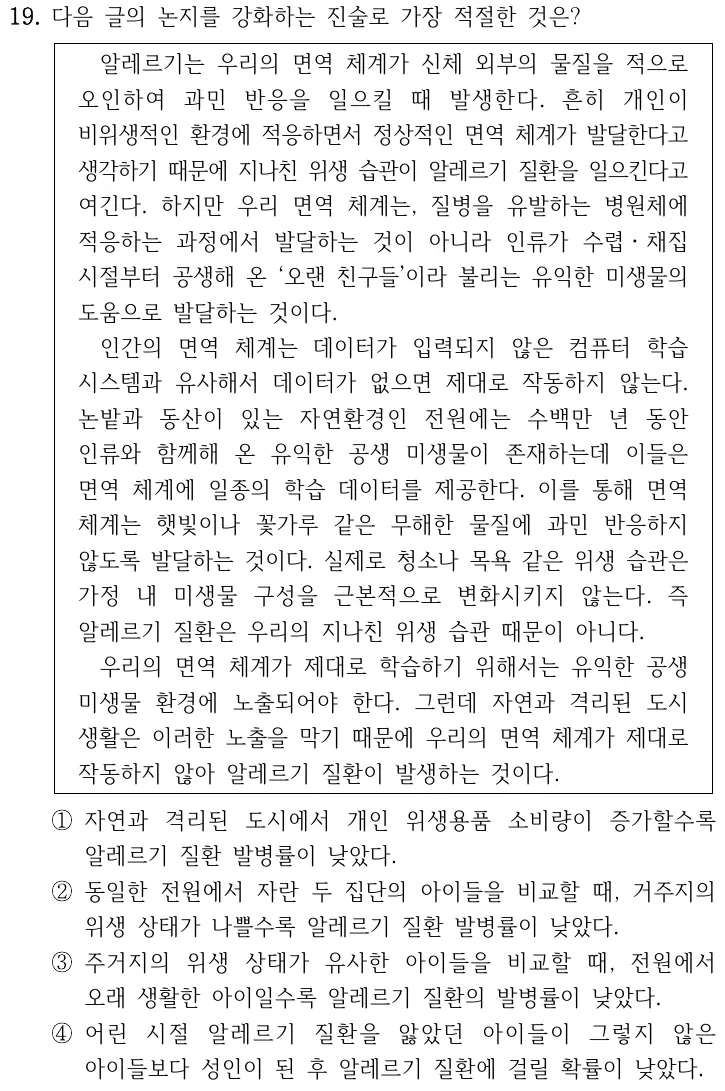 19. 다음 글의 논지를 강화하는 진술로 가장 적절한 것은?
알레르기는 우리의 면역 체계가 신체 외부의 물질을 적으로
오인하여 과민 반응을 일으킬 때 발생한다. 흔히 개인이
비위생적인 환경에 적응하면서 정상적인 면역 체계가 발달한다고
생각하기 때문에 지나친 위생 습관이 알레르기 질환을 일으킨다고
여긴다. 하지만 우리 면역 체계는, 질병을 유발하는 병원체에
적응하는 과정에서 발달하는 것이 아니라 인류가 수렵·채집
시절부터 공생해 온 ‘오랜 친구들’이라 불리는 유익한 미생물의
도움으로 발달하는 것이다.
인간의 면역 체계는 데이터가 입력되지 않은 컴퓨터 학습
시스템과 유사해서 데이터가 없으면 제대로 작동하지 않는다.
논밭과 동산이 있는 자연환경인 전원에는 수백만 년 동안
인류와 함께해 온 유익한 공생 미생물이 존재하는데 이들은
면역 체계에 일종의 학습 데이터를 제공한다. 이를 통해 면역
체계는 햇빛이나 꽃가루 같은 무해한 물질에 과민 반응하지
않도록 발달하는 것이다. 실제로 청소나 목욕 같은 위생 습관은
가정 내 미생물 구성을 근본적으로 변화시키지 않는다. 즉
알레르기 질환은 우리의 지나친 위생 습관 때문이 아니다.
우리의 면역 체계가 제대로 학습하기 위해서는 유익한 공생
미생물 환경에 노출되어야 한다. 그런데 자연과 격리된 도시
생활은 이러한 노출을 막기 때문에 우리의 면역 체계가 제대로
작동하지 않아 알레르기 질환이 발생하는 것이다.
① 자연과 격리된 도시에서 개인 위생용품 소비량이 증가할수록
알레르기 질환 발병률이 낮았다.
② 동일한 전원에서 자란 두 집단의 아이들을 비교할 때, 거주지의
위생 상태가 나쁠수록 알레르기 질환 발병률이 낮았다.
③ 주거지의 위생 상태가 유사한 아이들을 비교할 때, 전원에서
오래 생활한 아이일수록 알레르기 질환의 발병률이 낮았다.
④ 어린 시절 알레르기 질환을 앓았던 아이들이 그렇지 않은
아이들보다 성인이 된 후 알레르기 질환에 걸릴 확률이 낮았다.